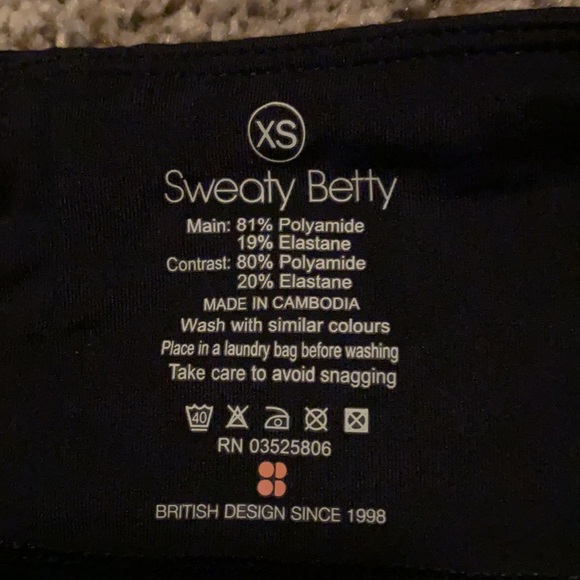 XS
Sweaty Betty
Main: 81% Polyamide
19% Elastane
Contrast: 80% Polyamide
20% Elastane
MADE IN CAMBODIA
Wash with similar colours
Place in a laundry bag before washing
Take care to avoid snagging
40
RN 03525806
BRITISH DESIGN SINCE 1998